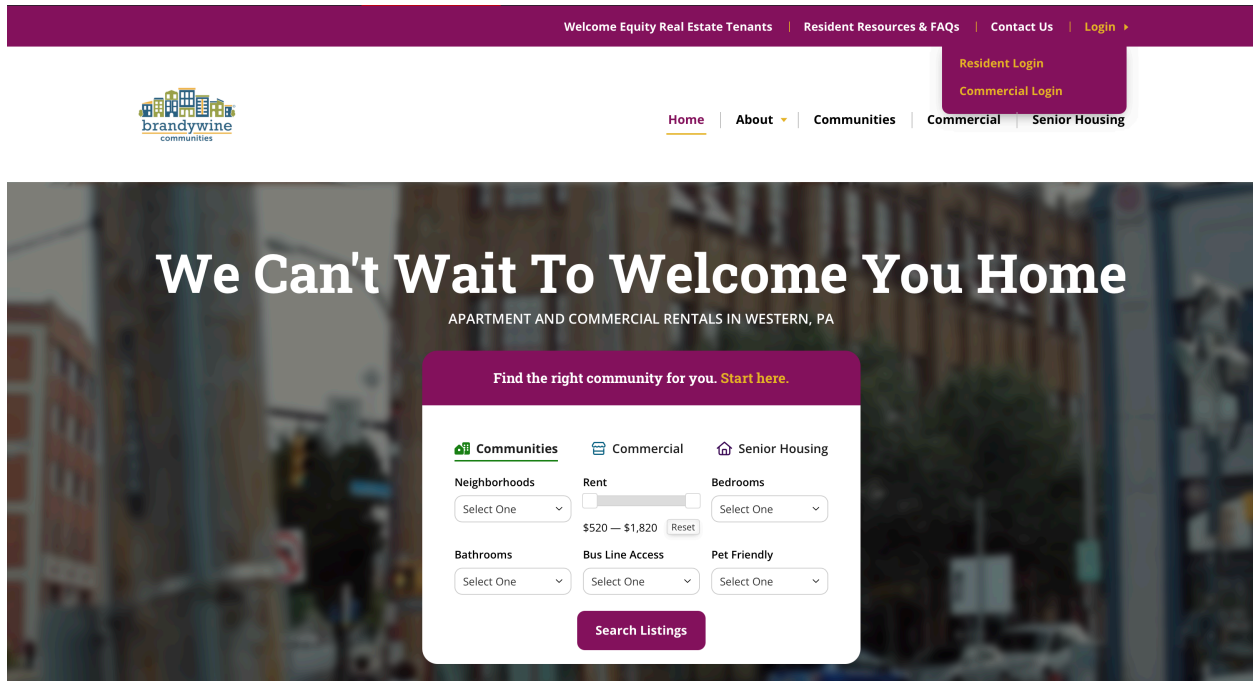 Welcome Equity Real Estate Tenants Resident Resources & FAQs Contact Us Login
Resident Login
Commercial Login
brandywine
communities
Home About Communities Commercial Senior Housing
We Can't Wait To Welcome You Home
APARTMENT AND COMMERCIAL RENTALS IN WESTERN, PA
Find the right community for you. Start here.
Communities Commercial Senior Housing
Neighborhoods Rent Bedrooms
Select One Select One
$520 — $1,820 Reset
Bathrooms Bus Line Access Pet Friendly
Select One Select One Select One
Search Listings